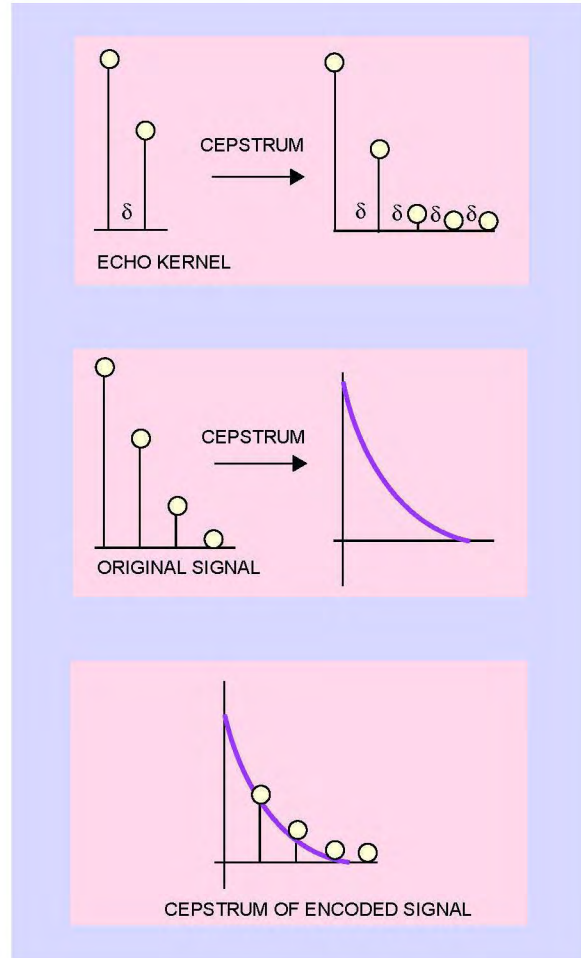 CEPSTRUM
δ
δ δ δ δ
ECHO KERNEL
CEPSTRUM
ORIGINAL SIGNAL
CEPSTRUM OF ENCODED SIGNAL